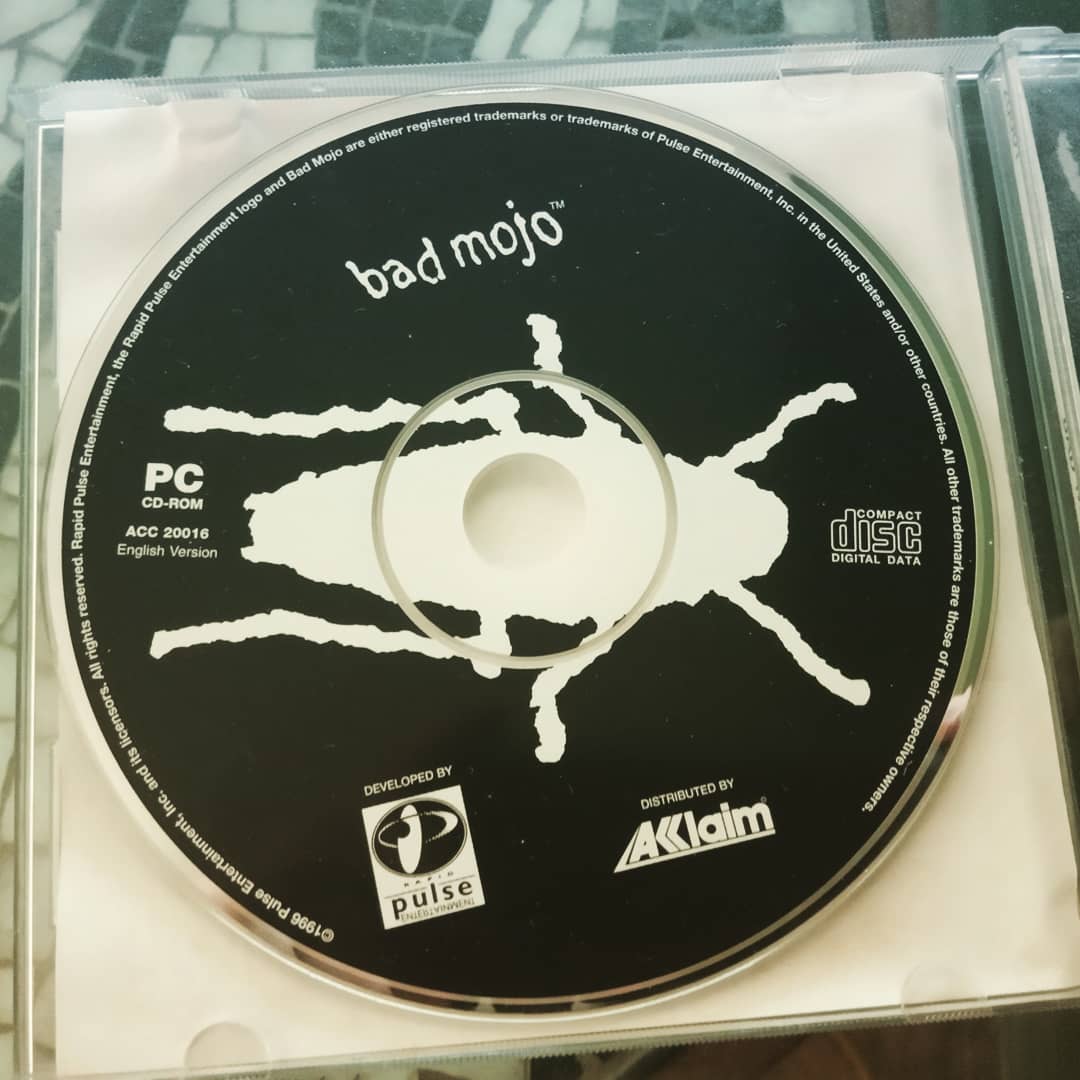 bad mojo™
PC
CD-ROM
ACC 20016
English Version
COMPACT
disc
DIGITAL DATA
DEVELOPED BY
RAPID
pulse
ENTERTAINMENT
DISTRIBUTED BY
AKKlaim®
©1996 Pulse Entertainment, Inc. and its licensors. All rights reserved. Rapid Pulse Entertainment, the Rapid Pulse Entertainment logo and Bad Mojo are either registered trademarks or trademarks of Pulse Entertainment, Inc. in the United States and/or other countries. All other trademarks are those of their respective owners.